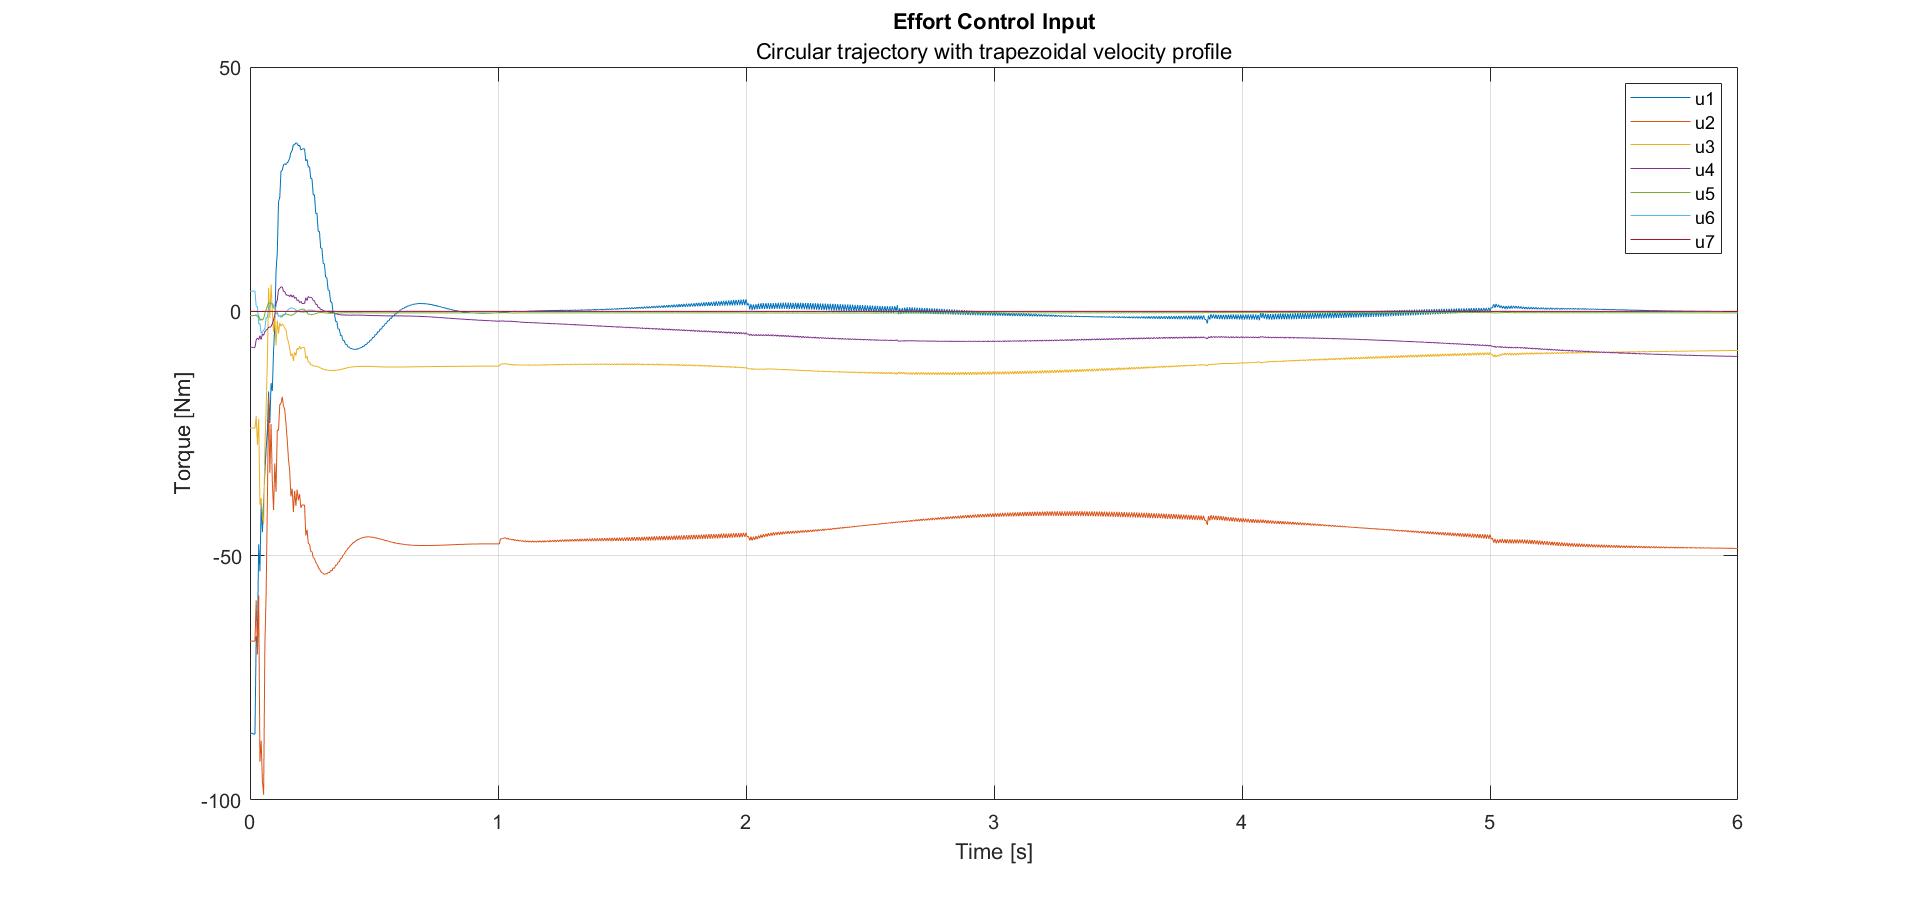 Effort Control Input
Circular trajectory with trapezoidal velocity profile
50
0
-50
-100
Torque [Nm]
u1
u2
u3
u4
u5
u6
u7
0 1 2 3 4 5 6
Time [s]